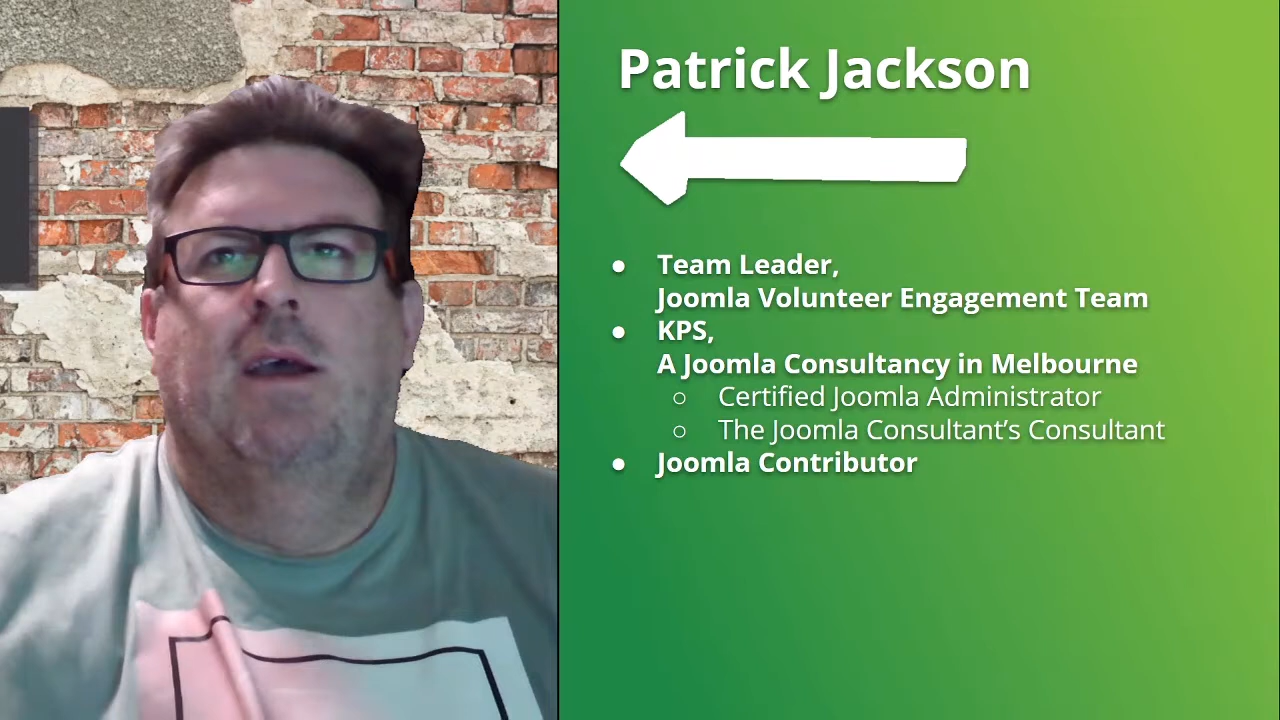 Patrick Jackson
● Team Leader,
Joomla Volunteer Engagement Team
● KPS,
A Joomla Consultancy in Melbourne
○ Certified Joomla Administrator
○ The Joomla Consultant’s Consultant
● Joomla Contributor